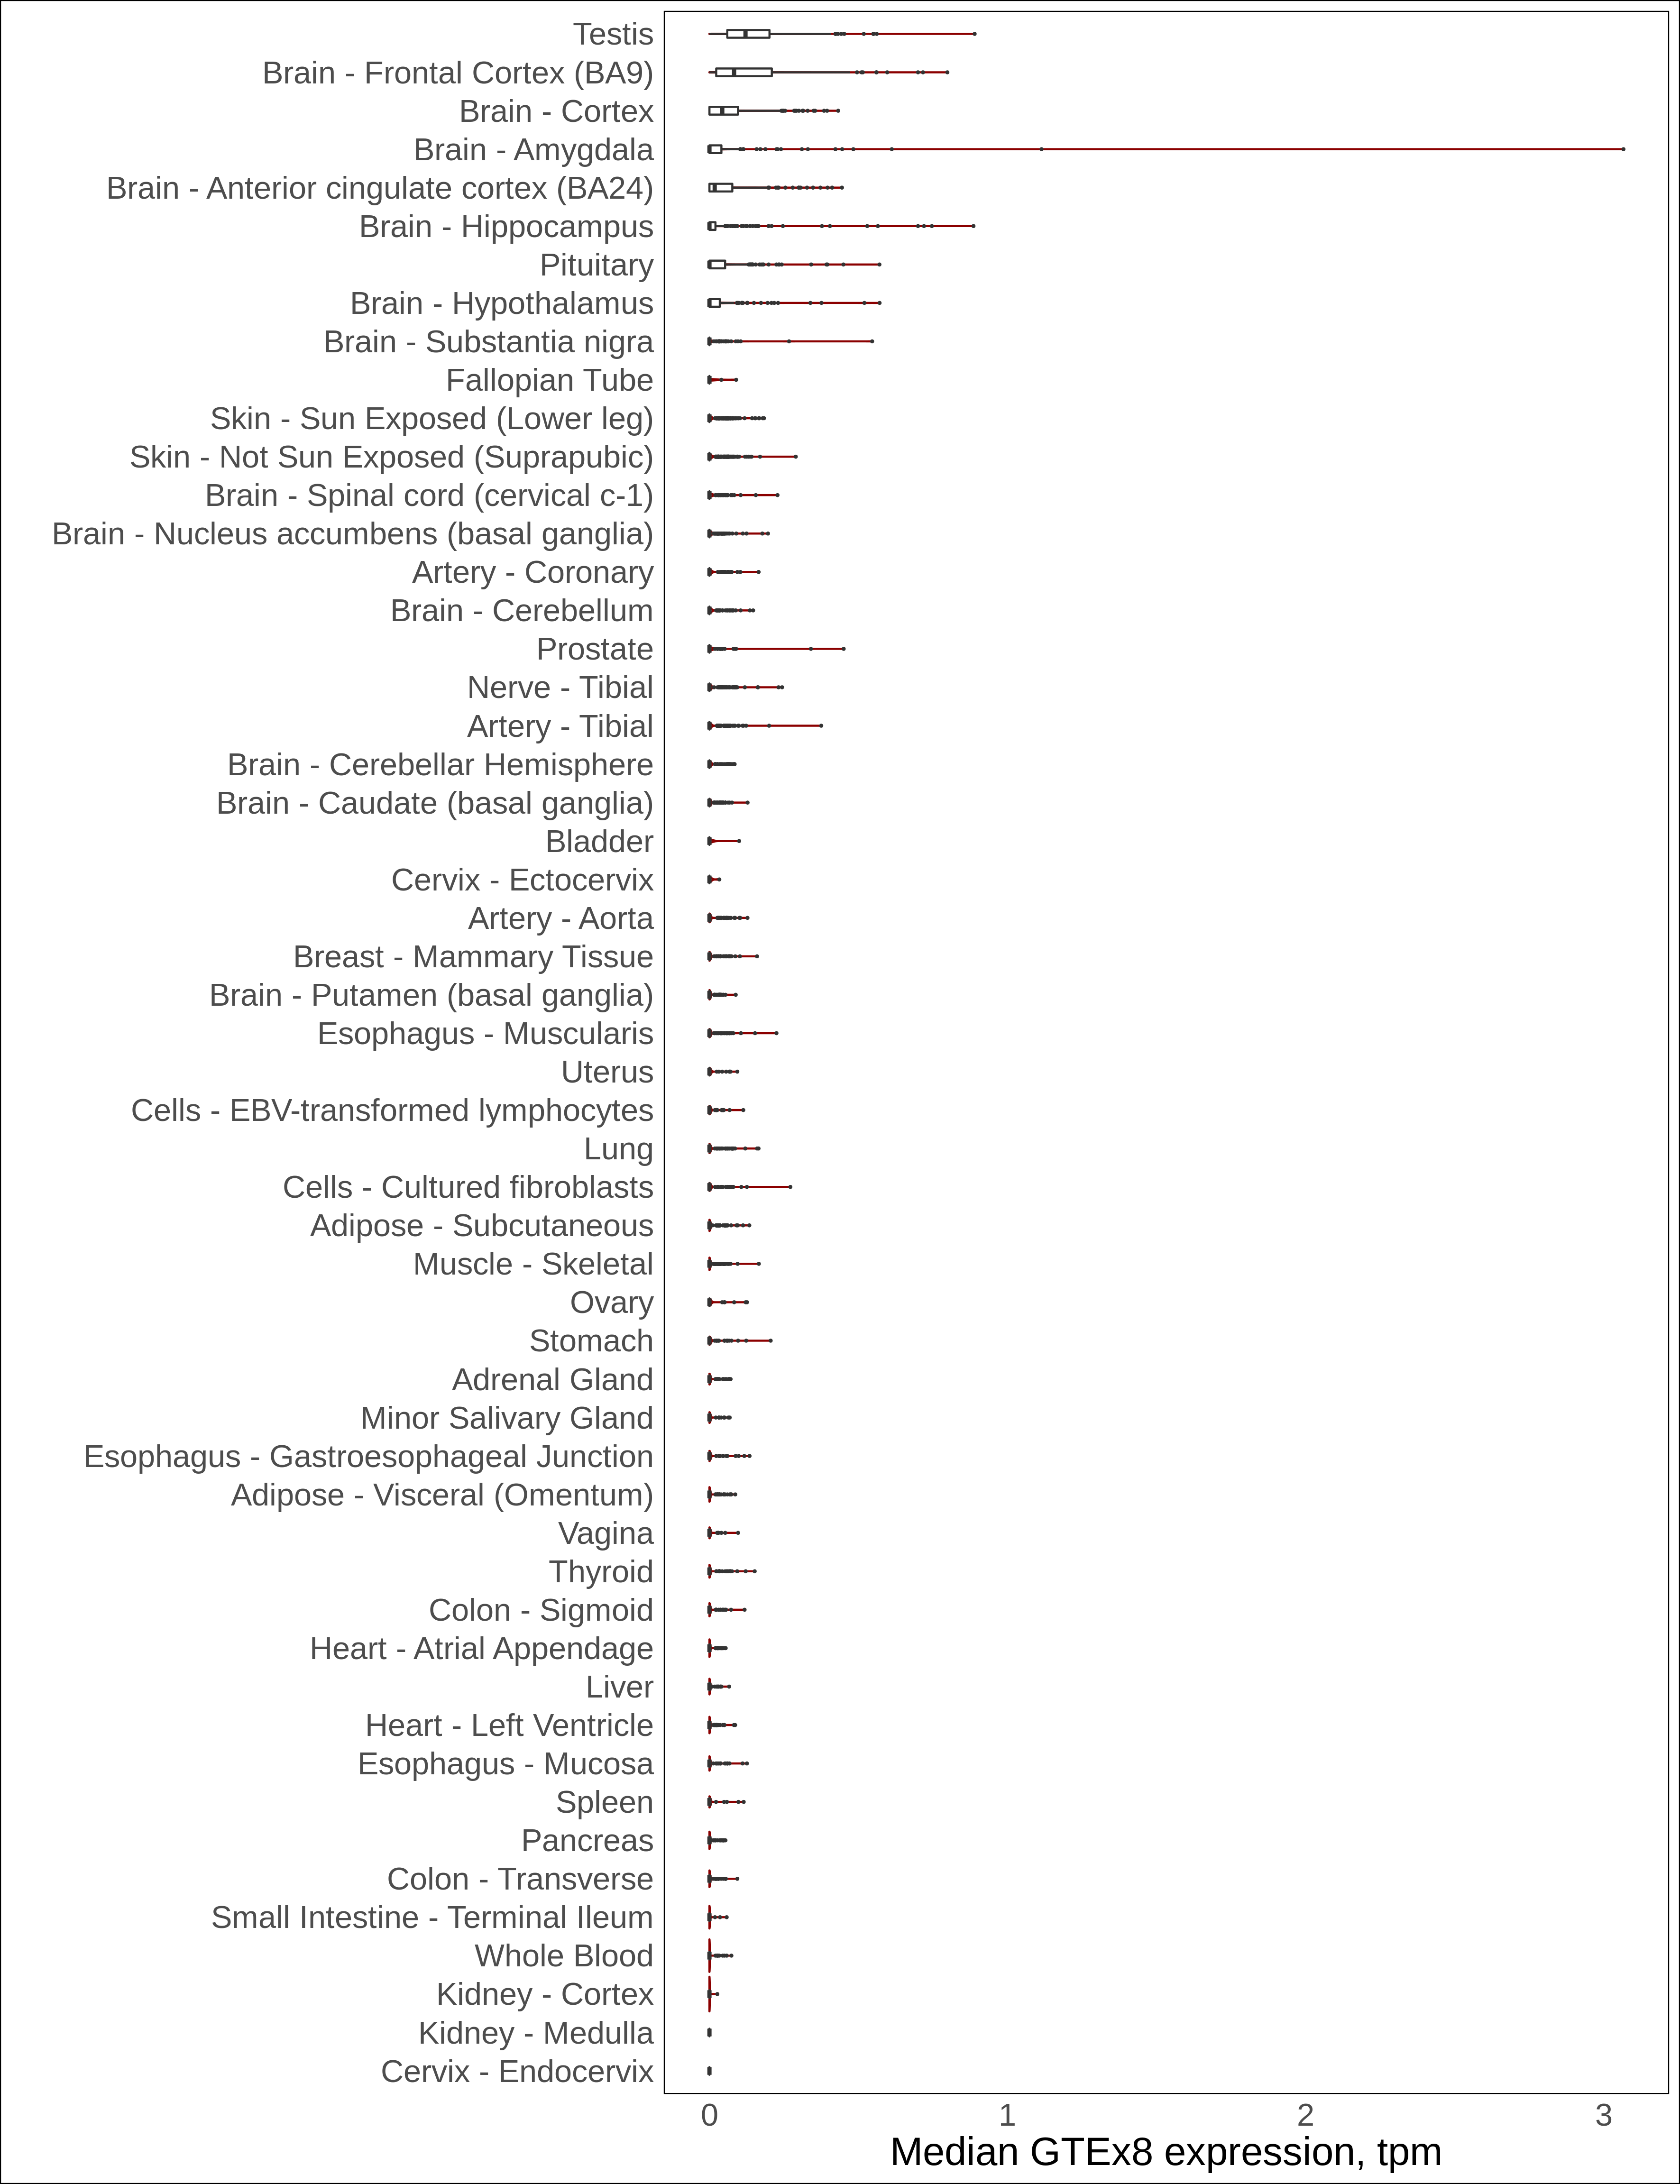 Testis
Brain - Frontal Cortex (BA9)
Brain - Cortex
Brain - Amygdala
Brain - Anterior cingulate cortex (BA24)
Brain - Hippocampus
Pituitary
Brain - Hypothalamus
Brain - Substantia nigra
Fallopian Tube
Skin - Sun Exposed (Lower leg)
Skin - Not Sun Exposed (Suprapubic)
Brain - Spinal cord (cervical c-1)
Brain - Nucleus accumbens (basal ganglia)
Artery - Coronary
Brain - Cerebellum
Prostate
Nerve - Tibial
Artery - Tibial
Brain - Cerebellar Hemisphere
Brain - Caudate (basal ganglia)
Bladder
Cervix - Ectocervix
Artery - Aorta
Breast - Mammary Tissue
Brain - Putamen (basal ganglia)
Esophagus - Muscularis
Uterus
Cells - EBV-transformed lymphocytes
Lung
Cells - Cultured fibroblasts
Adipose - Subcutaneous
Muscle - Skeletal
Ovary
Stomach
Adrenal Gland
Minor Salivary Gland
Esophagus - Gastroesophageal Junction
Adipose - Visceral (Omentum)
Vagina
Thyroid
Colon - Sigmoid
Heart - Atrial Appendage
Liver
Heart - Left Ventricle
Esophagus - Mucosa
Spleen
Pancreas
Colon - Transverse
Small Intestine - Terminal Ileum
Whole Blood
Kidney - Cortex
Kidney - Medulla
Cervix - Endocervix
0 1 2 3
Median GTEx8 expression, tpm